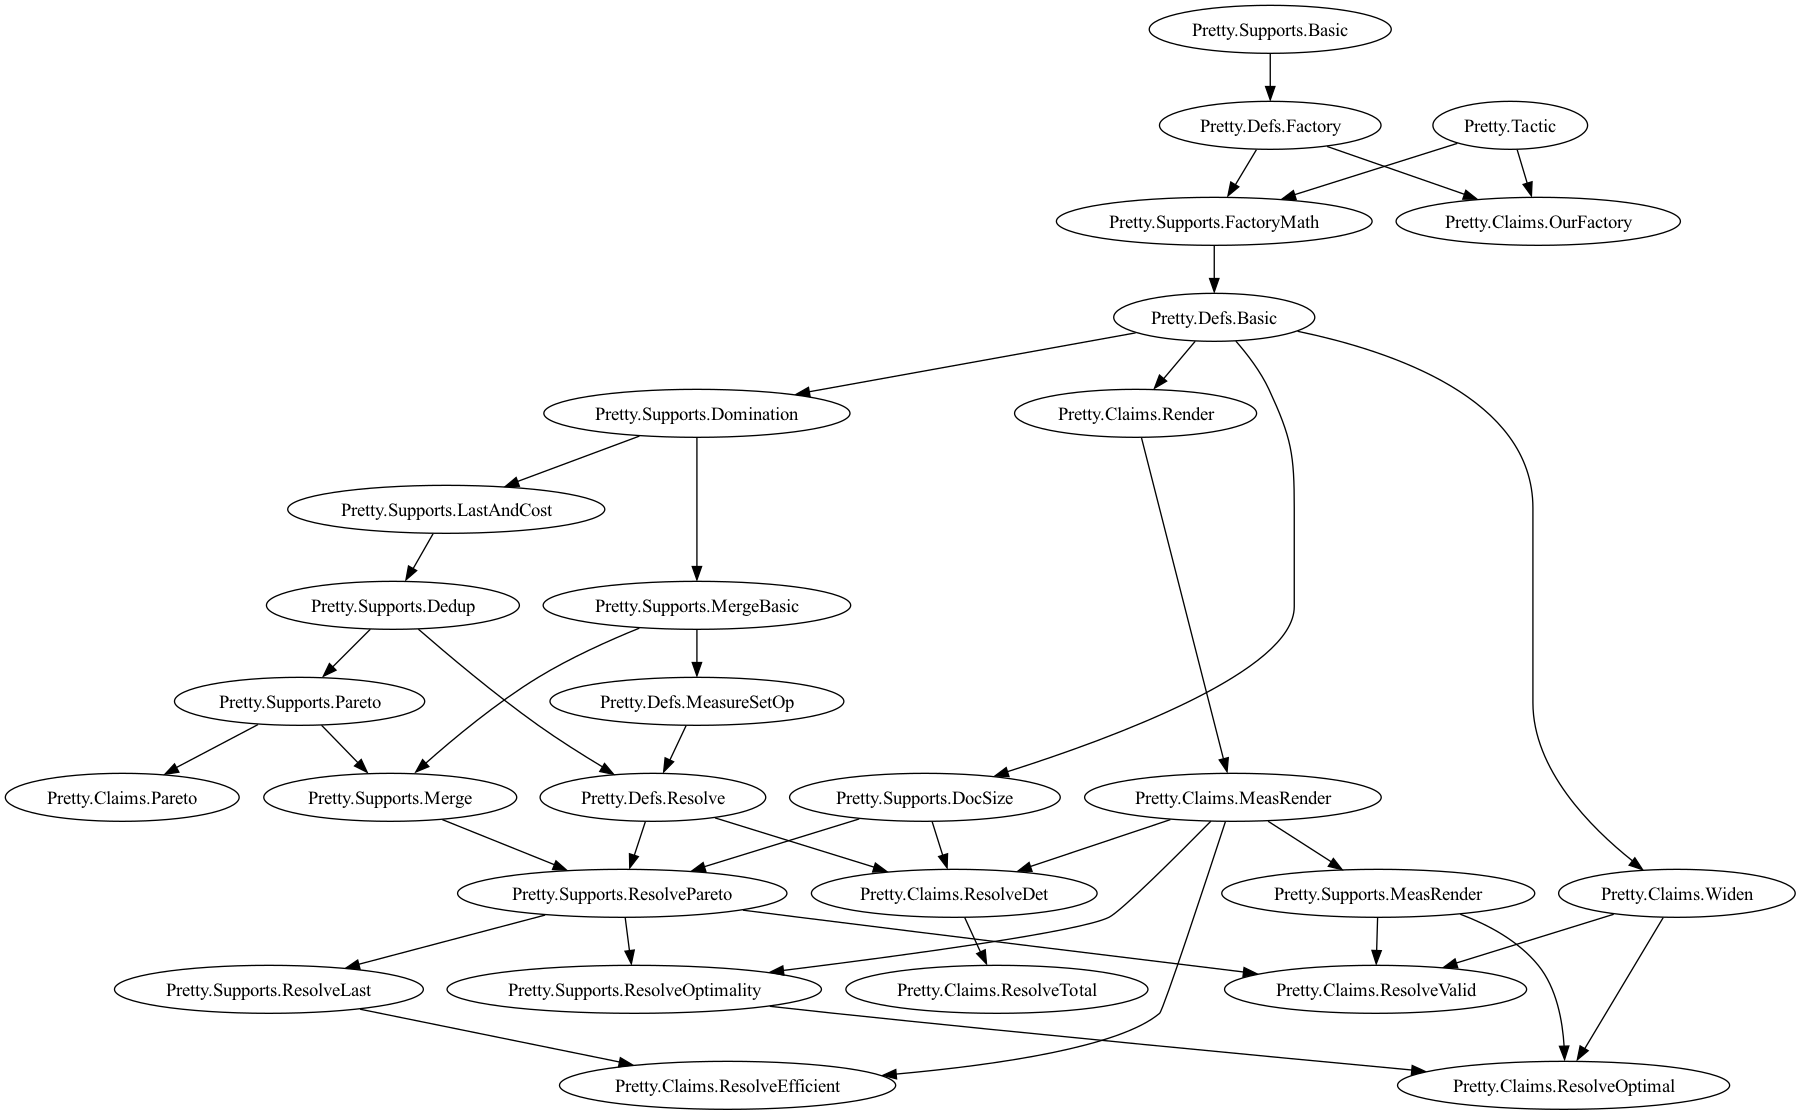 Pretty.Supports.Basic
Pretty.Defs.Factory
Pretty.Tactic
Pretty.Supports.FactoryMath
Pretty.Claims.OurFactory
Pretty.Defs.Basic
Pretty.Supports.Domination
Pretty.Claims.Render
Pretty.Supports.LastAndCost
Pretty.Supports.Dedup
Pretty.Supports.MergeBasic
Pretty.Supports.Pareto
Pretty.Defs.MeasureSetOp
Pretty.Claims.Pareto
Pretty.Supports.Merge
Pretty.Defs.Resolve
Pretty.Supports.DocSize
Pretty.Claims.MeasRender
Pretty.Supports.ResolvePareto
Pretty.Claims.ResolveDet
Pretty.Supports.MeasRender
Pretty.Claims.Widen
Pretty.Supports.ResolveLast
Pretty.Supports.ResolveOptimality
Pretty.Claims.ResolveTotal
Pretty.Claims.ResolveValid
Pretty.Claims.ResolveEfficient
Pretty.Claims.ResolveOptimal